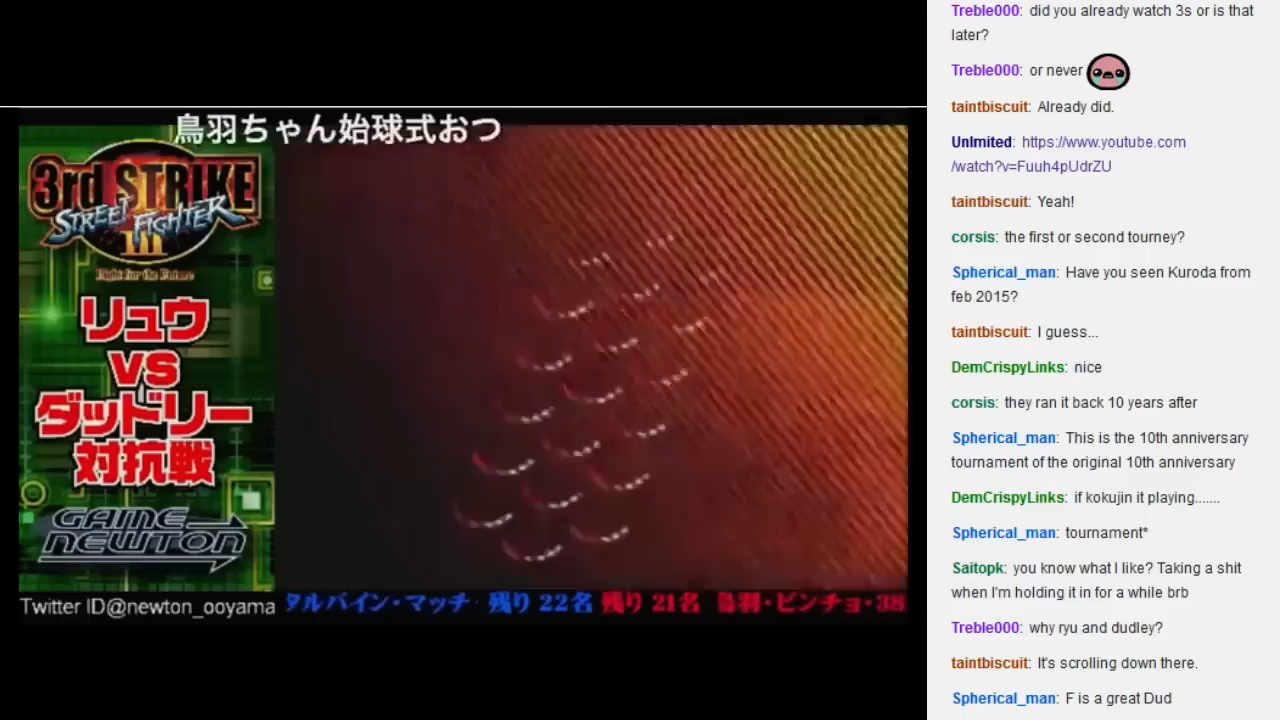 鳥羽ちゃん始球式おつ
3rd STRIKE
STREET FIGHTER
III
Fight for the Future
リュウ
VS
ダッドリー
対抗戦
GAME
NEWTON
Twitter ID@newton_ooyama
タルバイン・マッチ 残り 22名 残り 21名 鳥羽・ピンチョ・38
Treble000: did you already watch 3s or is that
later?
Treble000: or never
taintbiscuit: Already did.
Unlmited: https://www.youtube.com
/watch?v=Fuuh4pUdrZU
taintbiscuit: Yeah!
corsis: the first or second tourney?
Spherical_man: Have you seen Kuroda from
feb 2015?
taintbiscuit: I guess...
DemCrispyLinks: nice
corsis: they ran it back 10 years after
Spherical_man: This is the 10th anniversary
tournament of the original 10th anniversary
DemCrispyLinks: if kokujin it playing.......
Spherical_man: tournament*
Saitopk: you know what I like? Taking a shit
when I'm holding it in for a while brb
Treble000: why ryu and dudley?
taintbiscuit: It's scrolling down there.
Spherical_man: F is a great Dud